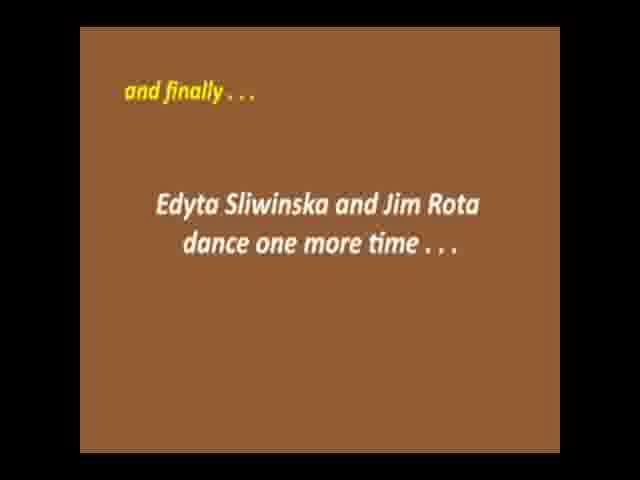 and finally . . .
Edyta Sliwinska and Jim Rota
dance one more time . . .